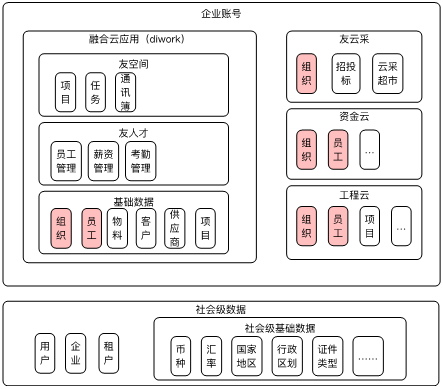 企业账号
融合云应用（diwork）
友空间
项目
任务
通讯簿
友人才
员工管理
薪资管理
考勤管理
基础数据
组织
员工
物料
客户
供应商
项目
友云采
组织
招投标
云采超市
资金云
组织
员工
...
工程云
组织
员工
项目
...
社会级数据
用户
企业
租户
社会级基础数据
币种
汇率
国家地区
行政区划
证件类型
......